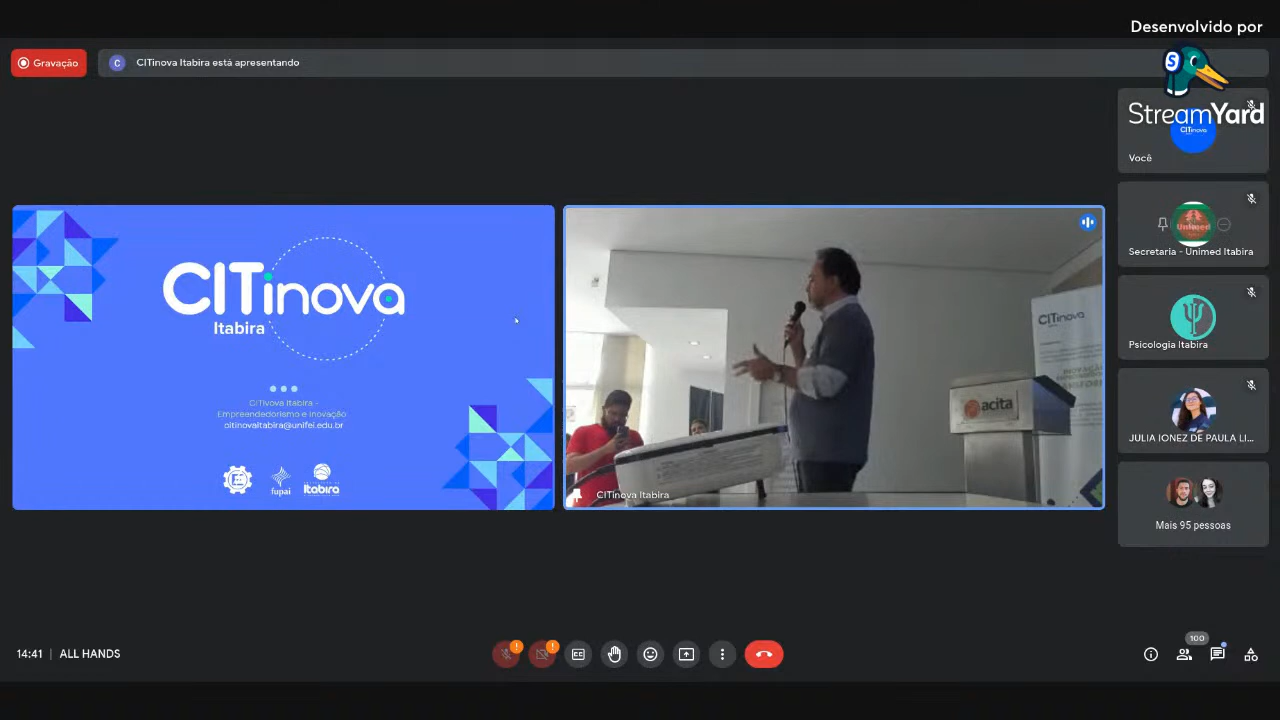 Desenvolvido por
StreamYard
Gravação
C
CITinova Itabira está apresentando
CITinova
Você
Unimed
Secretaria - Unimed Itabira
Psicologia Itabira
JULIA IONEZ DE PAULA LI...
Mais 95 pessoas
CITinova
Itabira
CITinova Itabira -
Empreendedorismo e Inovação
citinovaitabira@unifei.edu.br
fupai
Itabira
CITinova
acita
CITinova Itabira
14:41 | ALL HANDS
100